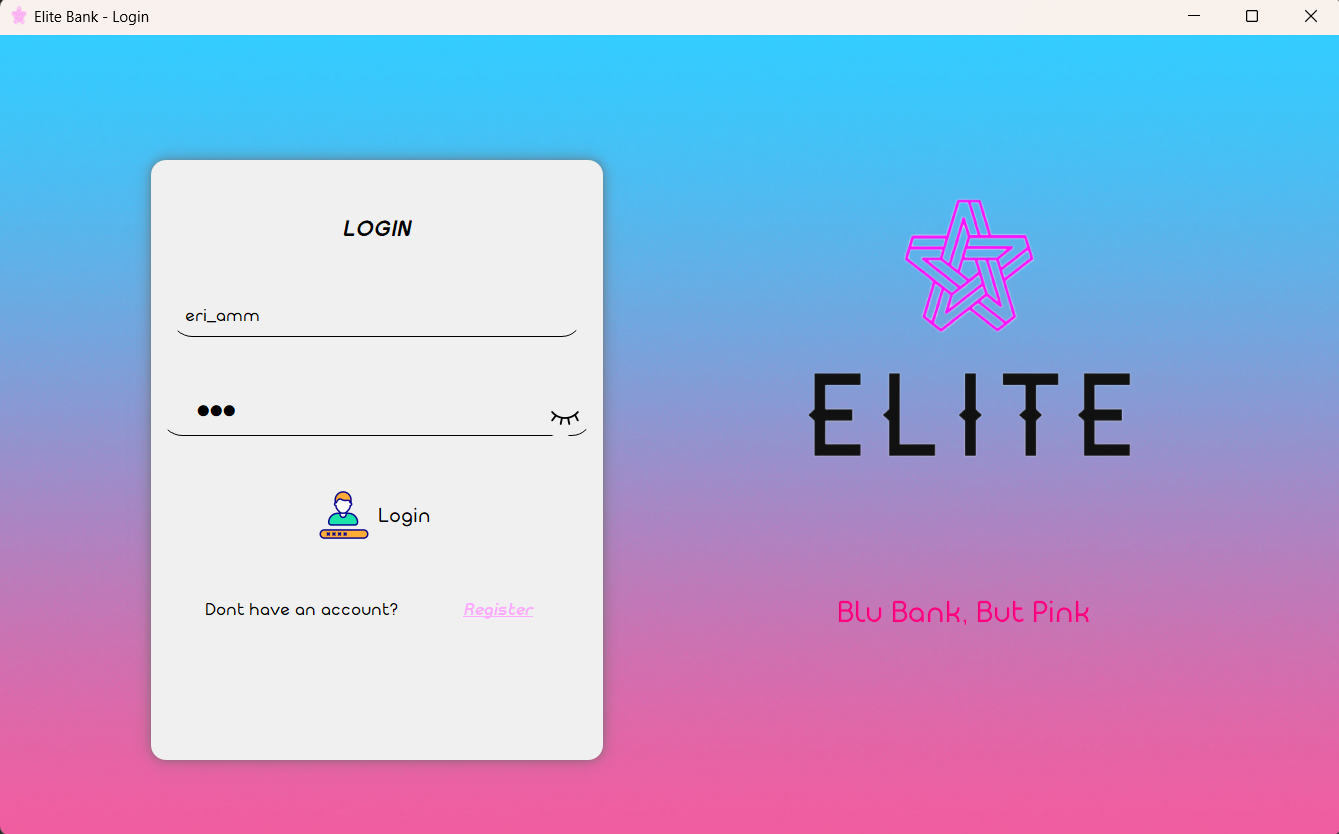 Elite Bank - Login
LOGIN
eri_amm
●●●
Login
Dont have an account? Register
ELITE
Blu Bank, But Pink